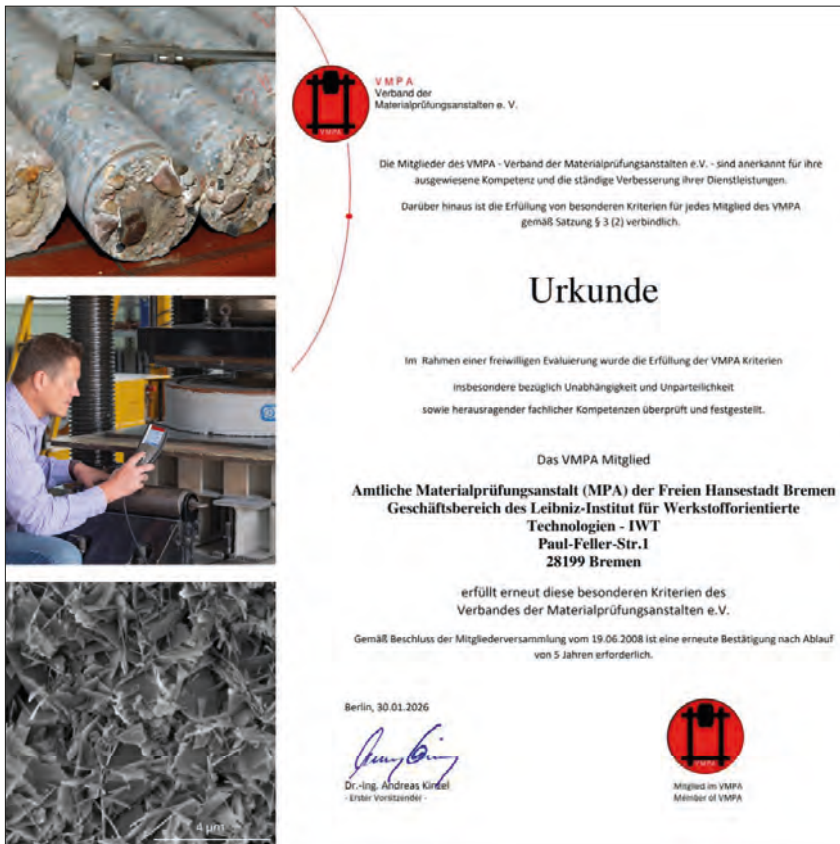 VMPA
Verband der
Materialprüfungsanstalten e. V.
VMPA
Die Mitglieder des VMPA - Verband der Materialprüfungsanstalten e.V. - sind anerkannt für ihre
ausgewiesene Kompetenz und die ständige Verbesserung ihrer Dienstleistungen.
Darüber hinaus ist die Erfüllung von besonderen Kriterien für jedes Mitglied des VMPA
gemäß Satzung § 3 (2) verbindlich.
Urkunde
Im Rahmen einer freiwilligen Evaluierung wurde die Erfüllung der VMPA Kriterien
insbesondere bezüglich Unabhängigkeit und Unparteilichkeit
sowie herausragender fachlicher Kompetenzen überprüft und festgestellt.
Das VMPA Mitglied
Amtliche Materialprüfungsanstalt (MPA) der Freien Hansestadt Bremen
Geschäftsbereich des Leibniz-Institut für Werkstofforientierte
Technologien - IWT
Paul-Feller-Str.1
28199 Bremen
erfüllt erneut diese besonderen Kriterien des
Verbandes der Materialprüfungsanstalten e.V.
Gemäß Beschluss der Mitgliederversammlung vom 19.06.2008 ist eine erneute Bestätigung nach Ablauf
von 5 Jahren erforderlich.
Berlin, 30.01.2026
Dr.-Ing. Andreas
- Erster Vorsitzender -
VMPA
Mitglied im VMPA
Member of VMPA
4 µm